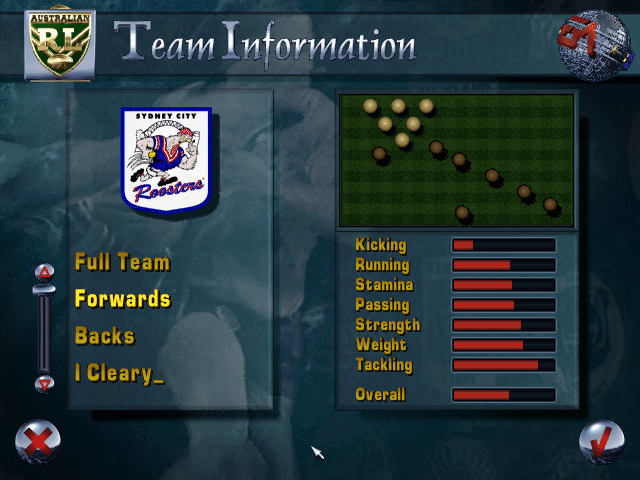 AUSTRALIAN
RL
Team Information
SYDNEY CITY
Roosters
Full Team
Forwards
Backs
I Cleary_
Kicking
Running
Stamina
Passing
Strength
Weight
Tackling
Overall